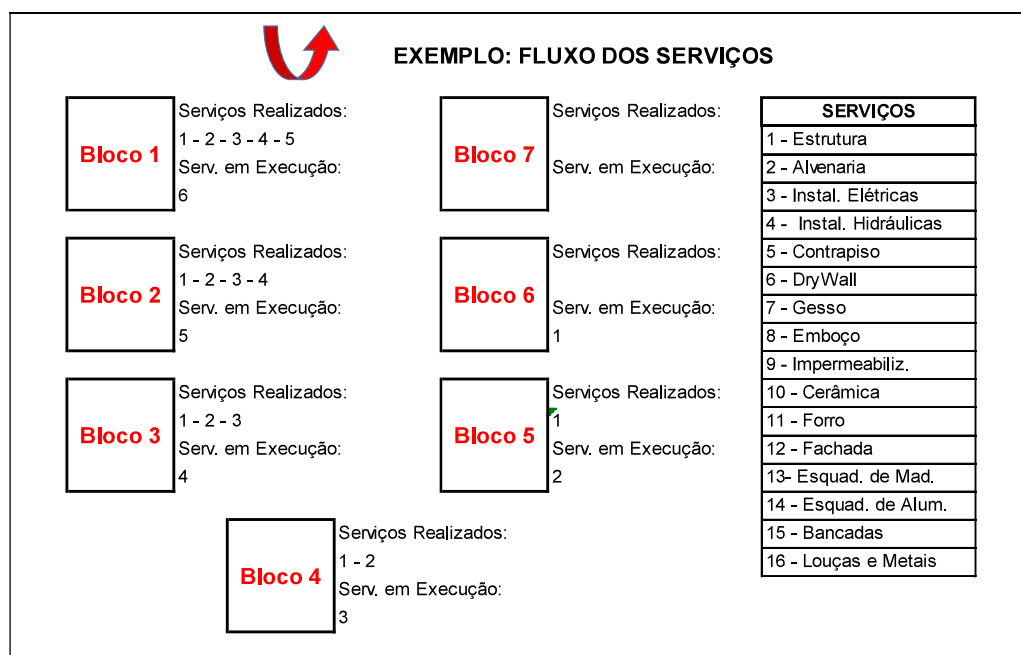 EXEMPLO: FLUXO DOS SERVIÇOS
Bloco 1
Serviços Realizados:
1 - 2 - 3 - 4 - 5
Serv. em Execução:
6
Bloco 2
Serviços Realizados:
1 - 2 - 3 - 4
Serv. em Execução:
5
Bloco 3
Serviços Realizados:
1 - 2 - 3
Serv. em Execução:
4
Bloco 4
Serviços Realizados:
1 - 2
Serv. em Execução:
3
Bloco 7
Serviços Realizados:
Serv. em Execução:
Bloco 6
Serviços Realizados:
Serv. em Execução:
1
Bloco 5
Serviços Realizados:
1
Serv. em Execução:
2
SERVIÇOS
1 - Estrutura
2 - Alvenaria
3 - Instal. Elétricas
4 - Instal. Hidráulicas
5 - Contrapiso
6 - DryWall
7 - Gesso
8 - Emboço
9 - Impermeabiliz.
10 - Cerâmica
11 - Forro
12 - Fachada
13- Esquad. de Mad.
14 - Esquad. de Alum.
15 - Bancadas
16 - Louças e Metais